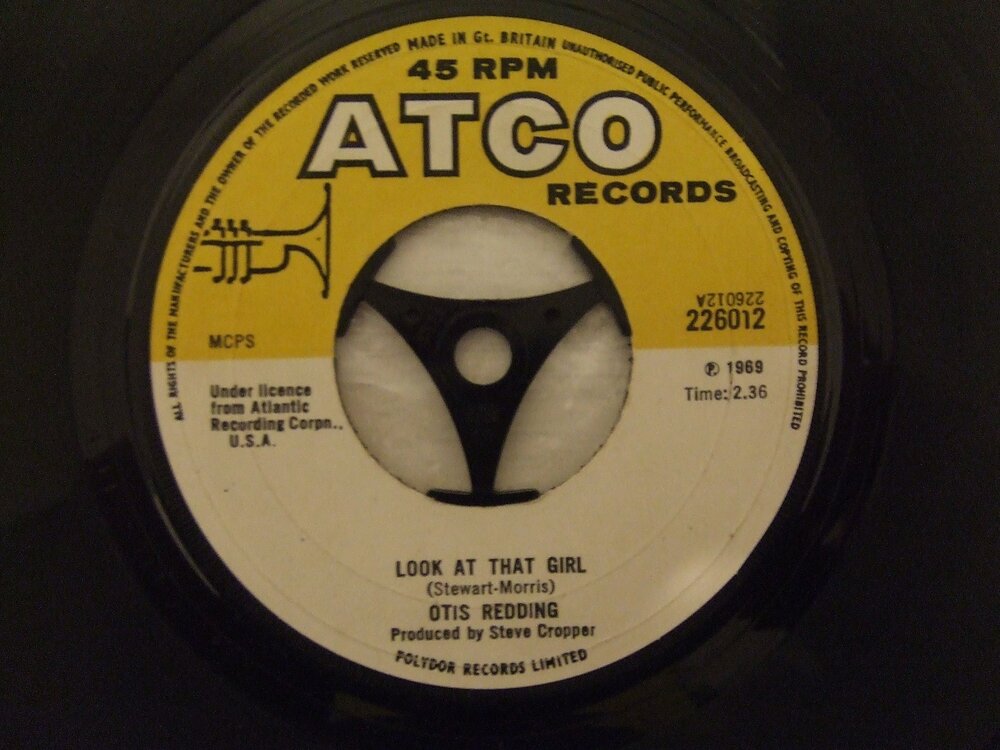 ALL RIGHTS OF THE MANUFACTURERS AND THE OWNER OF THE RECORDED WORK RESERVED MADE IN Gt. BRITAIN UNAUTHORISED PUBLIC PERFORMANCE BROADCASTING AND COPYING OF THIS RECORD PROHIBITED
45 RPM
ATCO
RECORDS
226012A
226012
MCPS
℗ 1969
Time: 2.36
Under licence
from Atlantic
Recording Corpn.,
U.S.A.
LOOK AT THAT GIRL
(Stewart-Morris)
OTIS REDDING
Produced by Steve Cropper
POLYDOR RECORDS LIMITED